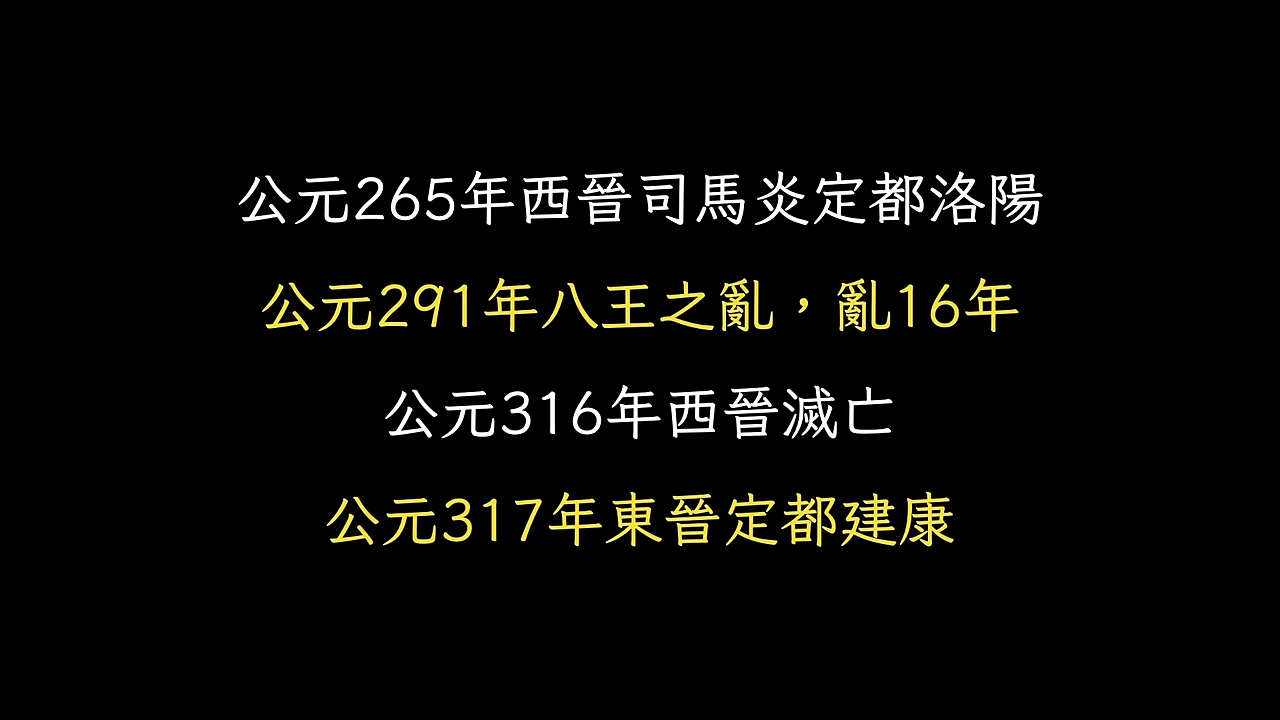 公元265年西晉司馬炎定都洛陽
公元291年八王之亂，亂16年
公元316年西晉滅亡
公元317年東晉定都建康